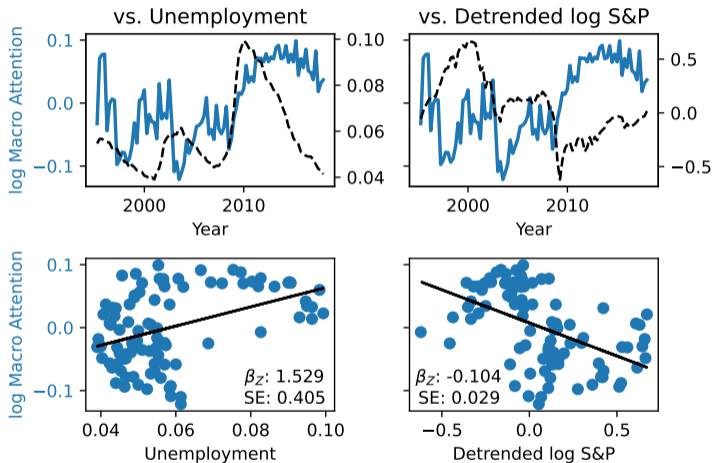 vs. Unemployment
vs. Detrended log S&P
log Macro Attention
0.1
0.0
−0.1
0.10
0.08
0.06
0.04
0.5
0.0
−0.5
2000
2010
2000
2010
Year
Year
log Macro Attention
0.1
0.0
−0.1
βZ: 1.529
SE: 0.405
βZ: -0.104
SE: 0.029
0.04
0.06
0.08
0.10
−0.5
0.0
0.5
Unemployment
Detrended log S&P